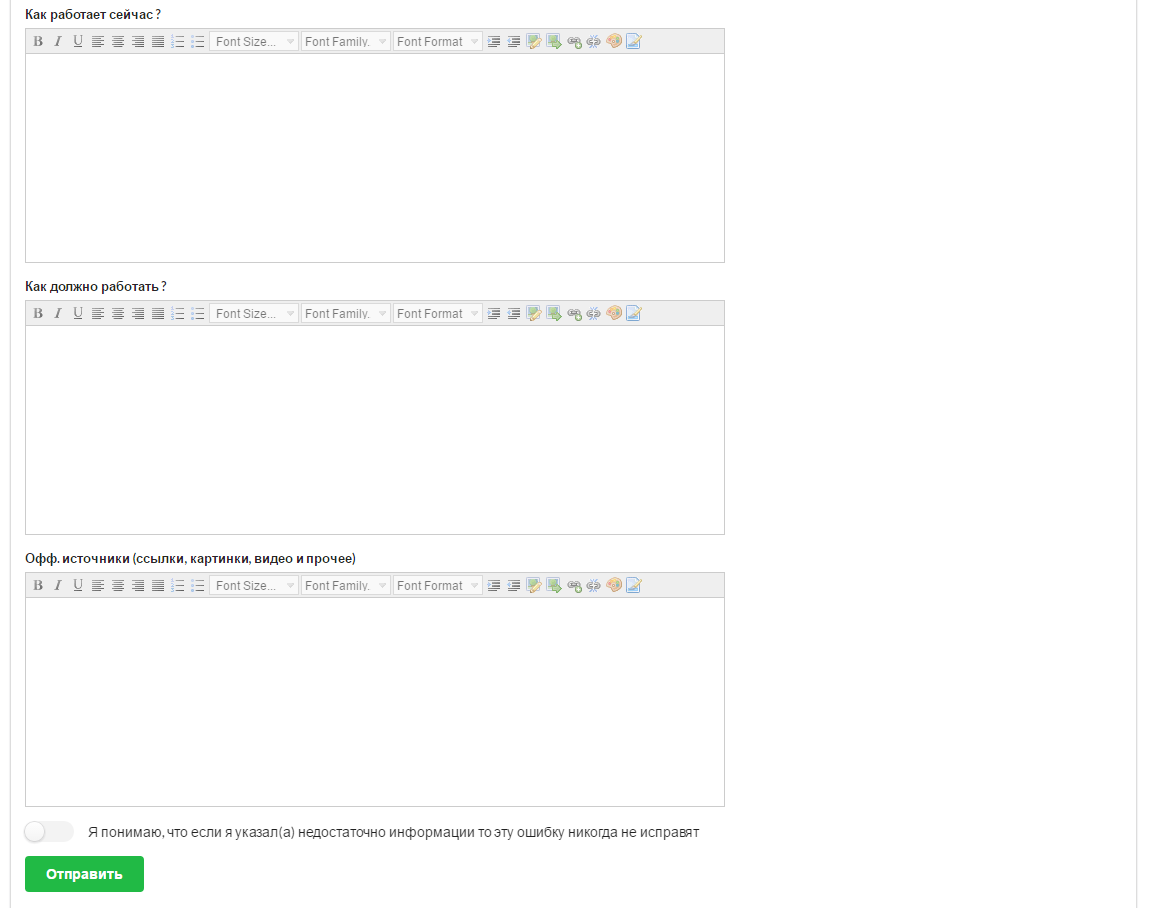 Как работает сейчас ?
B I U Font Size... Font Family. Font Format
Как должно работать ?
B I U Font Size... Font Family. Font Format
Офф. источники (ссылки, картинки, видео и прочее)
B I U Font Size... Font Family. Font Format
Я понимаю, что если я указал(а) недостаточно информации то эту ошибку никогда не исправят
Отправить